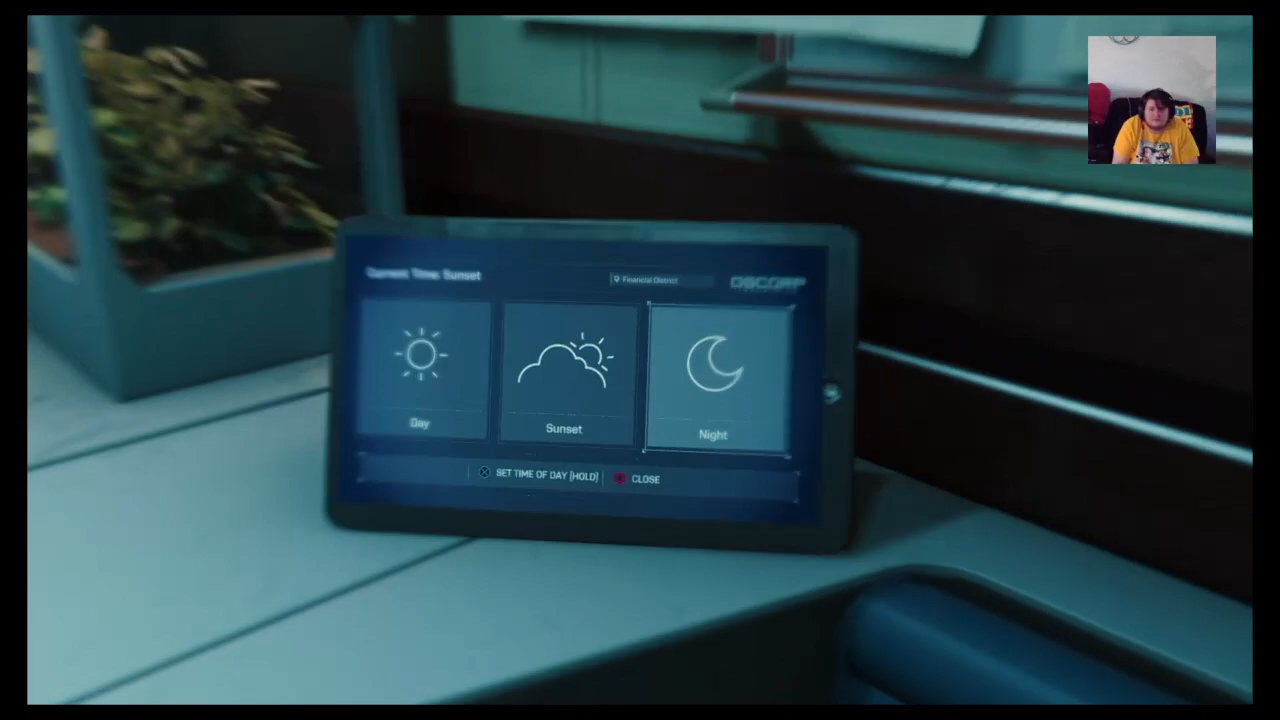 Current Time: Sunset
Financial District
OSCORP
Day
Sunset
Night
SET TIME OF DAY [HOLD]
CLOSE